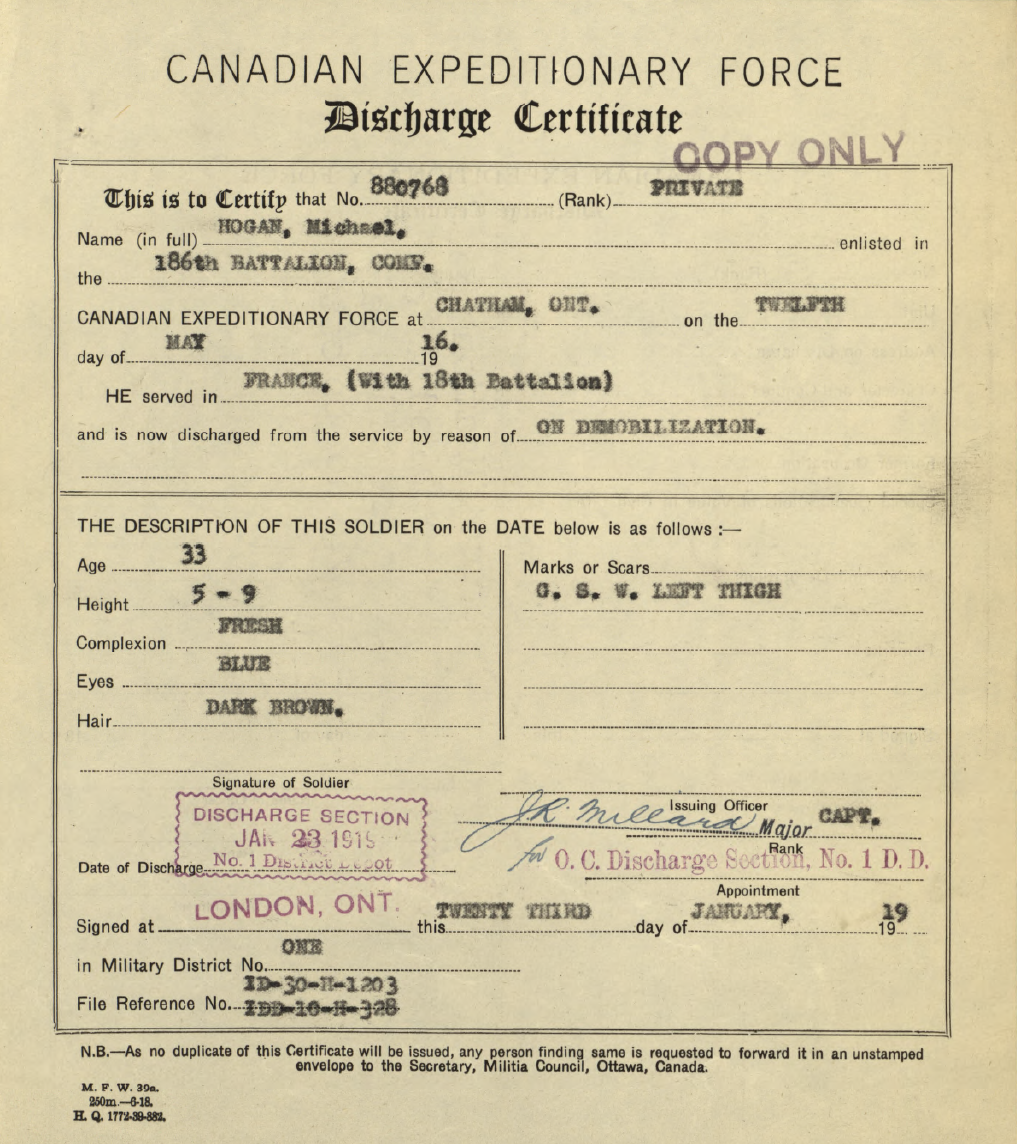 CANADIAN EXPEDITIONARY FORCE
Discharge Certificate
COPY ONLY
This is to Certify that No. 880768 (Rank) PRIVATE
Name (in full) HOGAN, Michael, enlisted in
the 186th BATTALION, COMF.
CANADIAN EXPEDITIONARY FORCE at CHATHAM, ONT. on the TWELFTH
day of MAY 1916.
HE served in FRANCE, (With 18th Battalion)
and is now discharged from the service by reason of ON DEMOBILIZATION.
THE DESCRIPTION OF THIS SOLDIER on the DATE below is as follows :—
Age 33
Height 5 - 9
Complexion FRESH
Eyes BLUE
Hair DARK BROWN.
Marks or Scars
G. S. W. LEFT THIGH
Signature of Soldier
Issuing Officer
J.R. Millard Major CAPT.
Rank
for O. C. Discharge Section, No. 1 D. D.
Appointment
DISCHARGE SECTION
JAN 23 1919
No. 1 District Depot
Date of Discharge
Signed at LONDON, ONT. this TWENTY THIRD day of JANUARY, 19 19
in Military District No. ONE
ID-30-H-1203
File Reference No. IDD-10-H-328
N.B.—As no duplicate of this Certificate will be issued, any person finding same is requested to forward it in an unstamped
envelope to the Secretary, Militia Council, Ottawa, Canada.
M. F. W. 39a.
250m.—6-18.
H. Q. 1772-39-882.